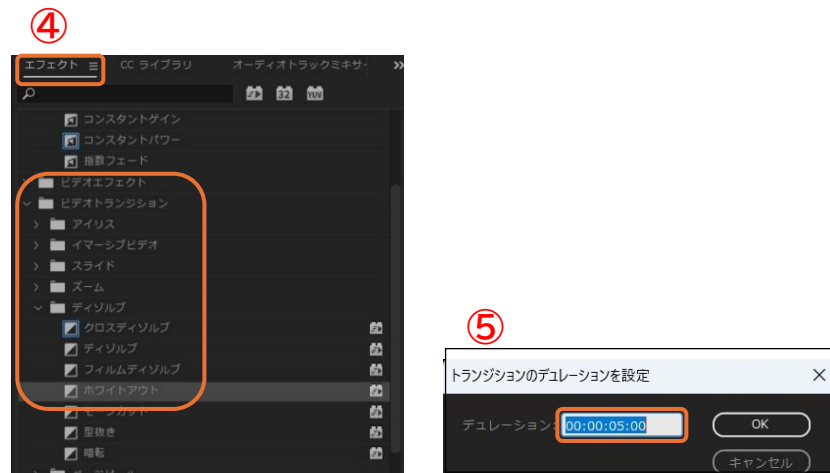 ④
エフェクト CC ライブラリ オーディオトラックミキサ-
32 YUV
コンスタントゲイン
コンスタントパワー
指数フェード
ビデオエフェクト
ビデオトランジション
アイリス
イマーシブビデオ
スライド
ズーム
ディゾルブ
クロスディゾルブ
ディゾルブ
フィルムディゾルブ
ホワイトアウト
モーフカット
型抜き
暗転
⑤
トランジションのデュレーションを設定
デュレーション: 00:00:05:00 OK
キャンセル